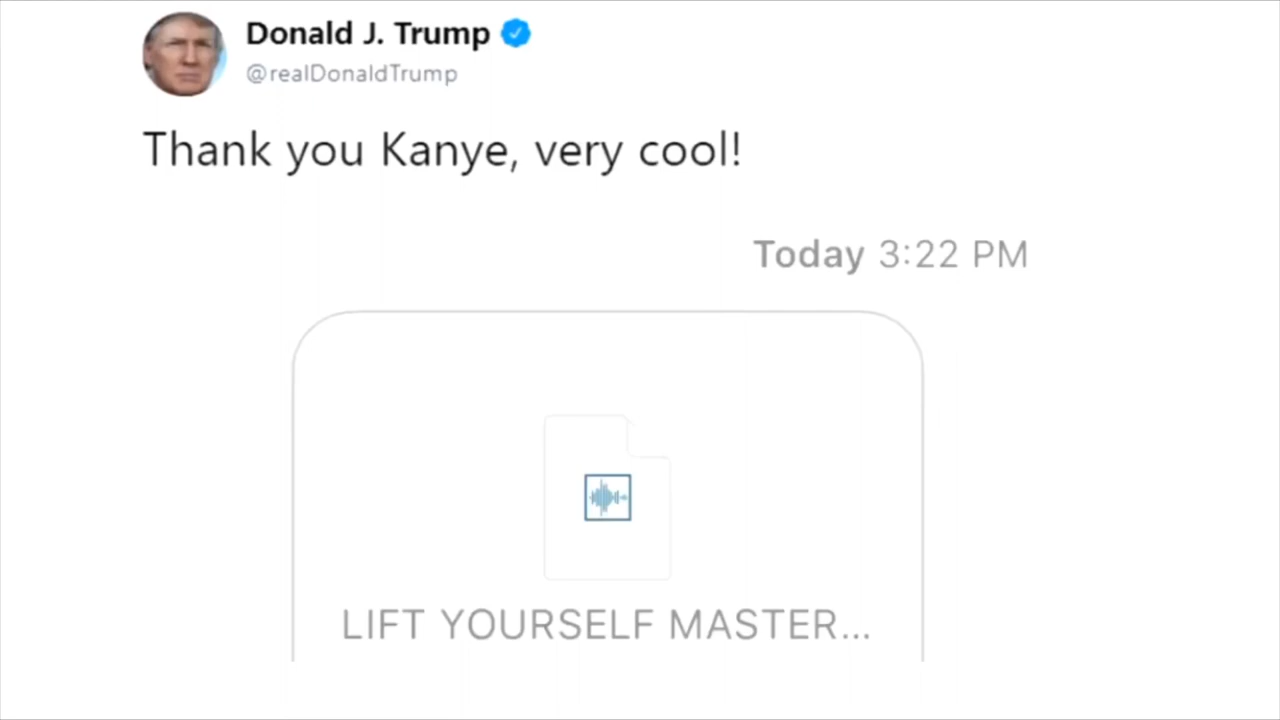 Donald J. Trump
@realDonaldTrump
Thank you Kanye, very cool!
Today 3:22 PM
LIFT YOURSELF MASTER...